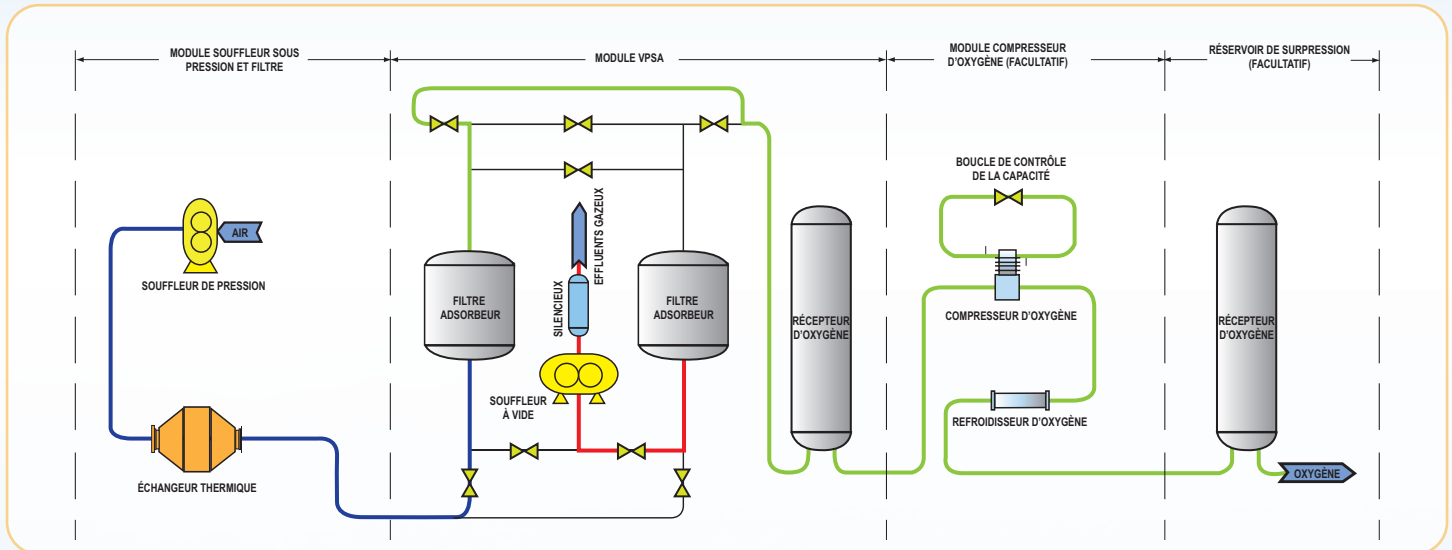 MODULE SOUFFLEUR SOUS
PRESSION ET FILTRE
MODULE VPSA
MODULE COMPRESSEUR
D'OXYGÈNE (FACULTATIF)
RÉSERVOIR DE SURPRESSION
(FACULTATIF)
AIR
SOUFFLEUR DE PRESSION
ÉCHANGEUR THERMIQUE
FILTRE
ADSORBEUR
EFFLUENTS GAZEUX
SILENCIEUX
SOUFFLEUR
À VIDE
FILTRE
ADSORBEUR
RÉCEPTEUR
D'OXYGÈNE
BOUCLE DE CONTRÔLE
DE LA CAPACITÉ
COMPRESSEUR D'OXYGÈNE
REFROIDISSEUR D'OXYGÈNE
RÉCEPTEUR
D'OXYGÈNE
OXYGÈNE